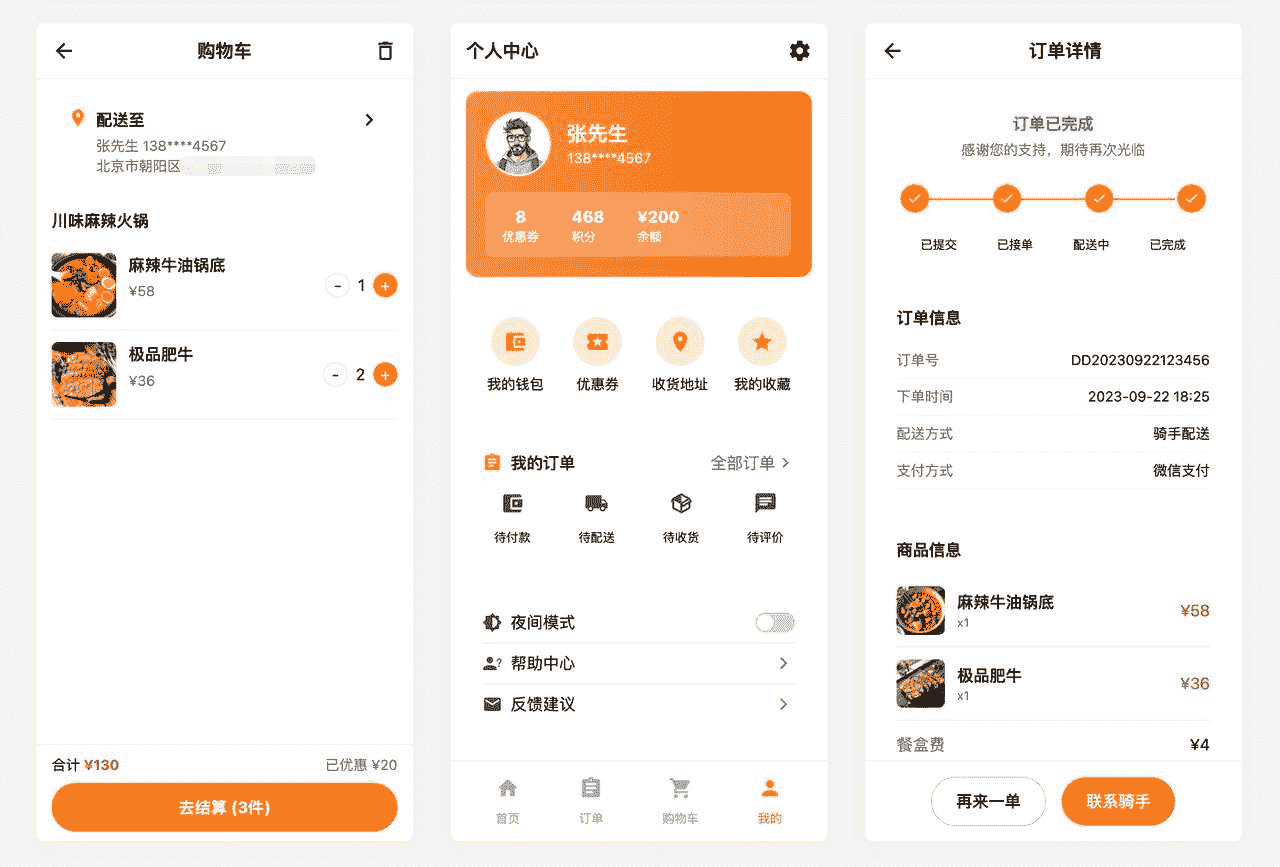 购物车
配送至
张先生 138****4567
北京市朝阳区
川味麻辣火锅
麻辣牛油锅底
¥58
- 1 +
极品肥牛
¥36
- 2 +
合计 ¥130
已优惠 ¥20
去结算 (3件)
个人中心
张先生
138****4567
8 468 ¥200
优惠券 积分 余额
我的钱包 优惠券 收货地址 我的收藏
我的订单
全部订单
待付款 待配送 待收货 待评价
夜间模式
帮助中心
反馈建议
首页 订单 购物车 我的
订单详情
订单已完成
感谢您的支持，期待再次光临
已提交 已接单 配送中 已完成
订单信息
订单号 DD20230922123456
下单时间 2023-09-22 18:25
配送方式 骑手配送
支付方式 微信支付
商品信息
麻辣牛油锅底
x1
¥58
极品肥牛
x1
¥36
餐盒费 ¥4
再来一单 联系骑手